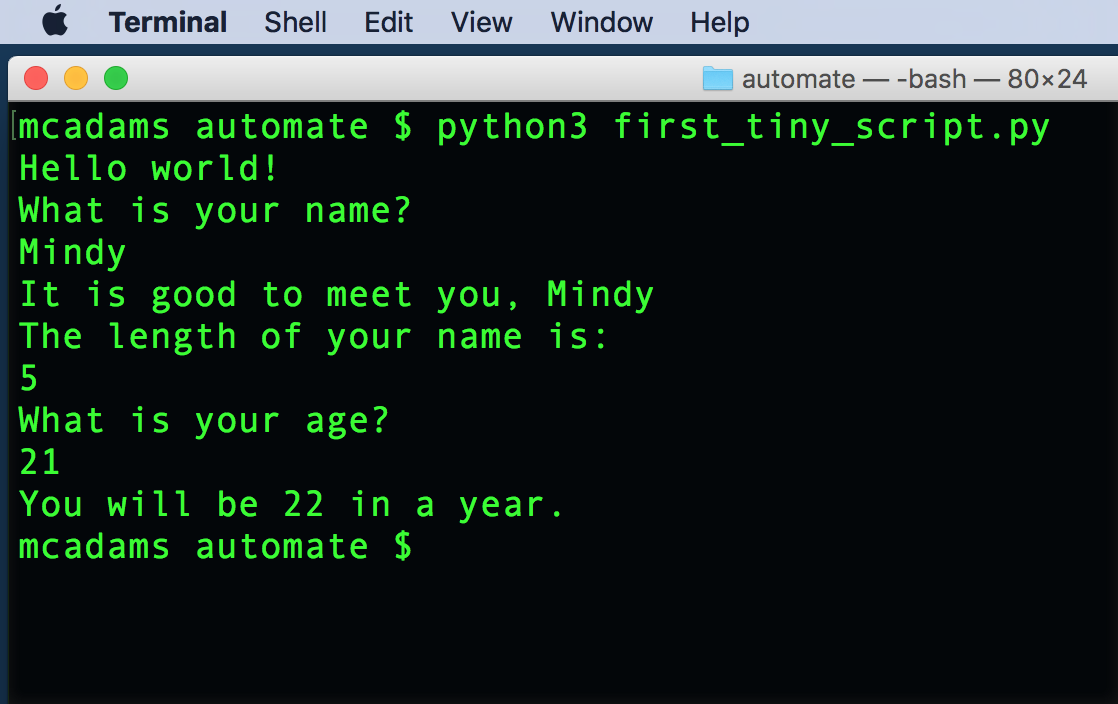 Terminal Shell Edit View Window Help
automate — -bash — 80×24
mcadams automate $ python3 first_tiny_script.py
Hello world!
What is your name?
Mindy
It is good to meet you, Mindy
The length of your name is:
5
What is your age?
21
You will be 22 in a year.
mcadams automate $